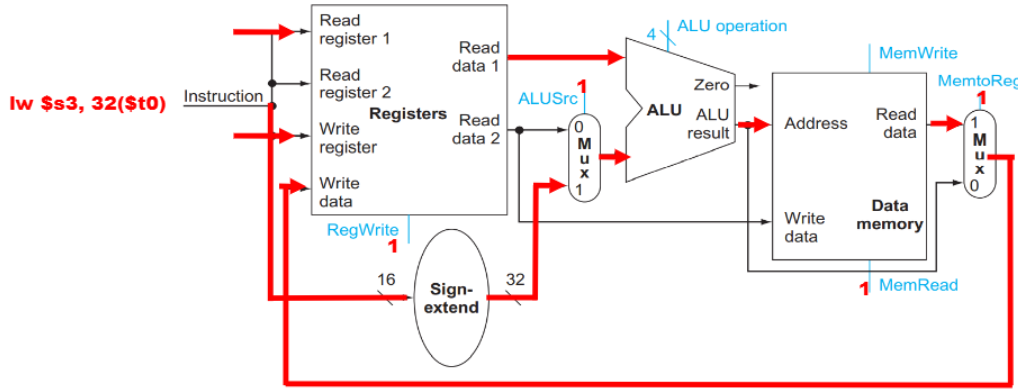 lw $s3, 32($t0)
Instruction
Read
register 1
Read
register 2
Registers
Write
register
Write
data
Read
data 1
Read
data 2
RegWrite
1
16
Sign-
extend
32
1
ALUSrc
0
M
u
x
1
4
ALU operation
Zero
ALU
ALU
result
MemWrite
Address
Read
data
Write
data
Data
memory
1
MemRead
MemtoReg
1
1
M
u
x
0